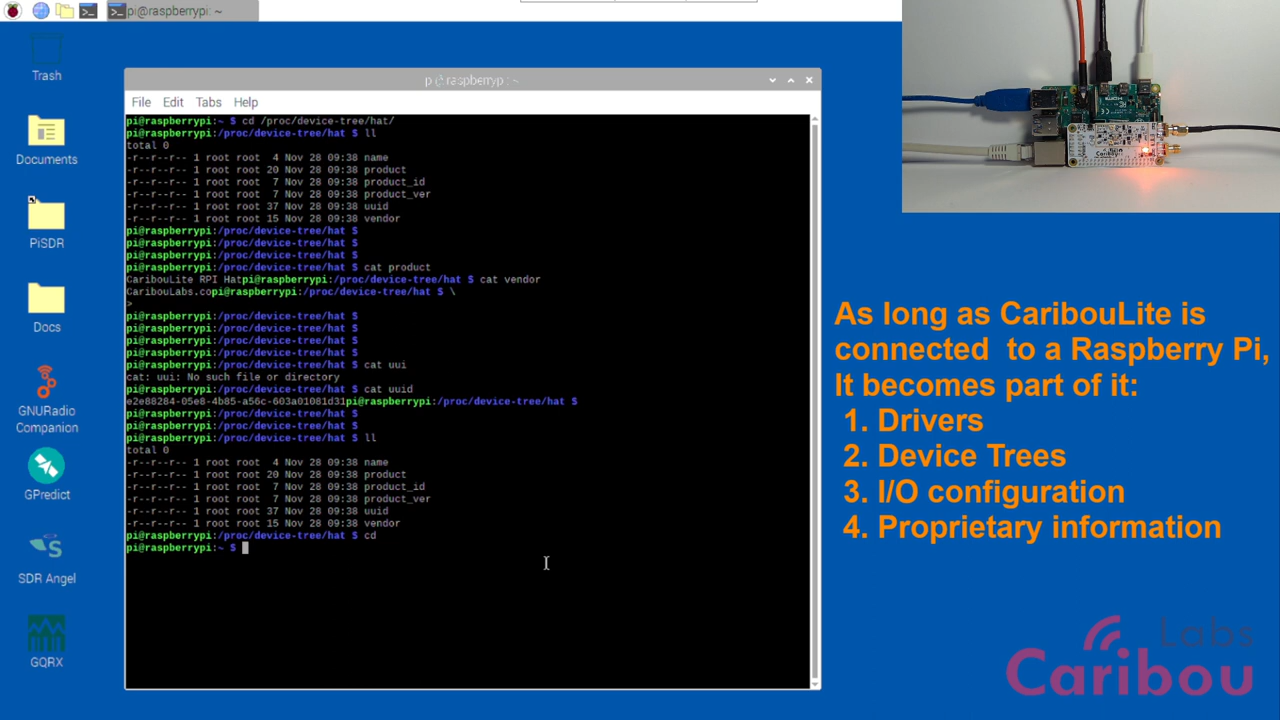 pi@raspberrypi: ~
Trash
Documents
PiSDR
Docs
GNURadio
Companion
GPredict
SDR Angel
GQRX
pi@raspberrypi: ~
File Edit Tabs Help
pi@raspberrypi:~ $ cd /proc/device-tree/hat/
pi@raspberrypi:/proc/device-tree/hat $ ll
total 0
-r--r--r-- 1 root root  4 Nov 28 09:38 name
-r--r--r-- 1 root root 20 Nov 28 09:38 product
-r--r--r-- 1 root root  7 Nov 28 09:38 product_id
-r--r--r-- 1 root root  7 Nov 28 09:38 product_ver
-r--r--r-- 1 root root 37 Nov 28 09:38 uuid
-r--r--r-- 1 root root 15 Nov 28 09:38 vendor
pi@raspberrypi:/proc/device-tree/hat $
pi@raspberrypi:/proc/device-tree/hat $
pi@raspberrypi:/proc/device-tree/hat $
pi@raspberrypi:/proc/device-tree/hat $ cat product
CaribouLite RPI Hatpi@raspberrypi:/proc/device-tree/hat $ cat vendor
CaribouLabs.copi@raspberrypi:/proc/device-tree/hat $ \
>
pi@raspberrypi:/proc/device-tree/hat $
pi@raspberrypi:/proc/device-tree/hat $
pi@raspberrypi:/proc/device-tree/hat $
pi@raspberrypi:/proc/device-tree/hat $
pi@raspberrypi:/proc/device-tree/hat $ cat uui
cat: uui: No such file or directory
pi@raspberrypi:/proc/device-tree/hat $ cat uuid
e2e88284-05e8-4b85-a56c-603a01081d31pi@raspberrypi:/proc/device-tree/hat $
pi@raspberrypi:/proc/device-tree/hat $
pi@raspberrypi:/proc/device-tree/hat $
pi@raspberrypi:/proc/device-tree/hat $ ll
total 0
-r--r--r-- 1 root root  4 Nov 28 09:38 name
-r--r--r-- 1 root root 20 Nov 28 09:38 product
-r--r--r-- 1 root root  7 Nov 28 09:38 product_id
-r--r--r-- 1 root root  7 Nov 28 09:38 product_ver
-r--r--r-- 1 root root 37 Nov 28 09:38 uuid
-r--r--r-- 1 root root 15 Nov 28 09:38 vendor
pi@raspberrypi:/proc/device-tree/hat $ cd
pi@raspberrypi:~ $
Caribou
As long as CaribouLite is
connected to a Raspberry Pi,
It becomes part of it:
1. Drivers
2. Device Trees
3. I/O configuration
4. Proprietary information
Labs
Caribou